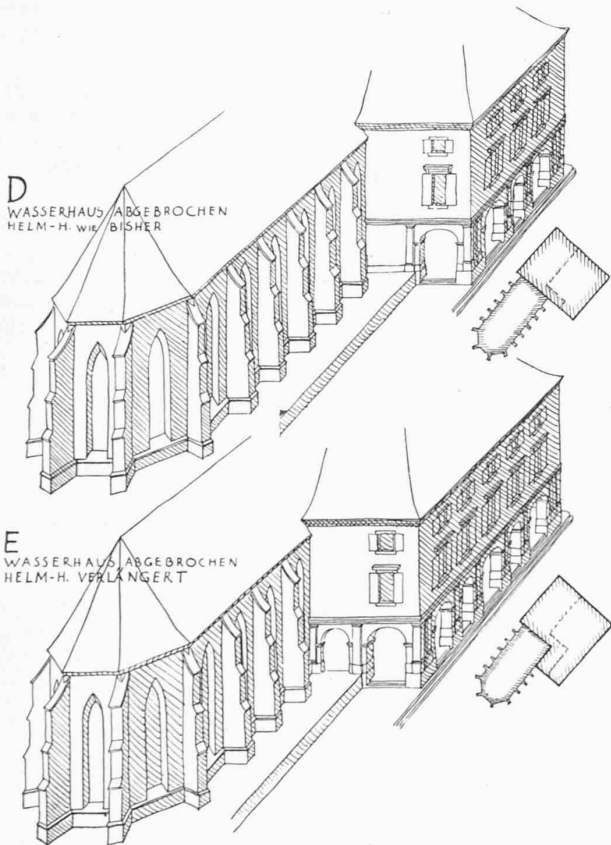 D
WASSERHAUS ABGEBROCHEN
HELM-H. WIE BISHER
E
WASSERHAUS ABGEBROCHEN
HELM-H. VERLÄNGERT